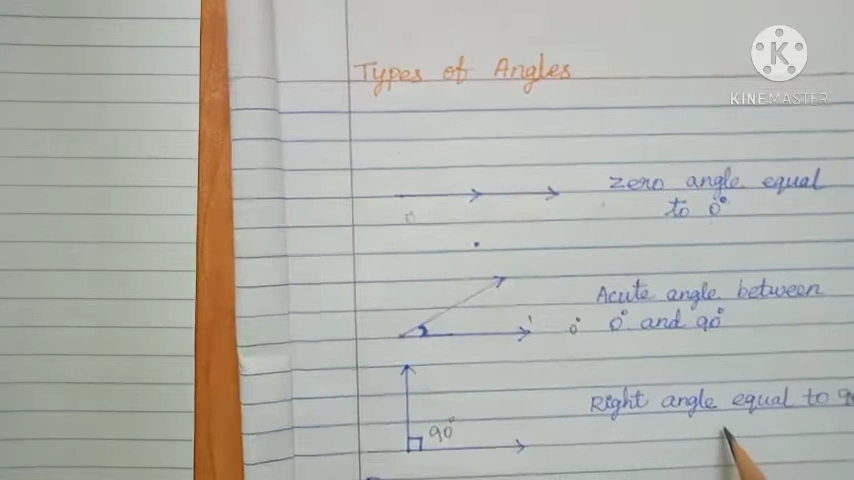 Types of Angles
K
KINEMASTER
zero angle equal
to 0°
Acute angle between
0° 0° and 90°
90°
Right angle equal to